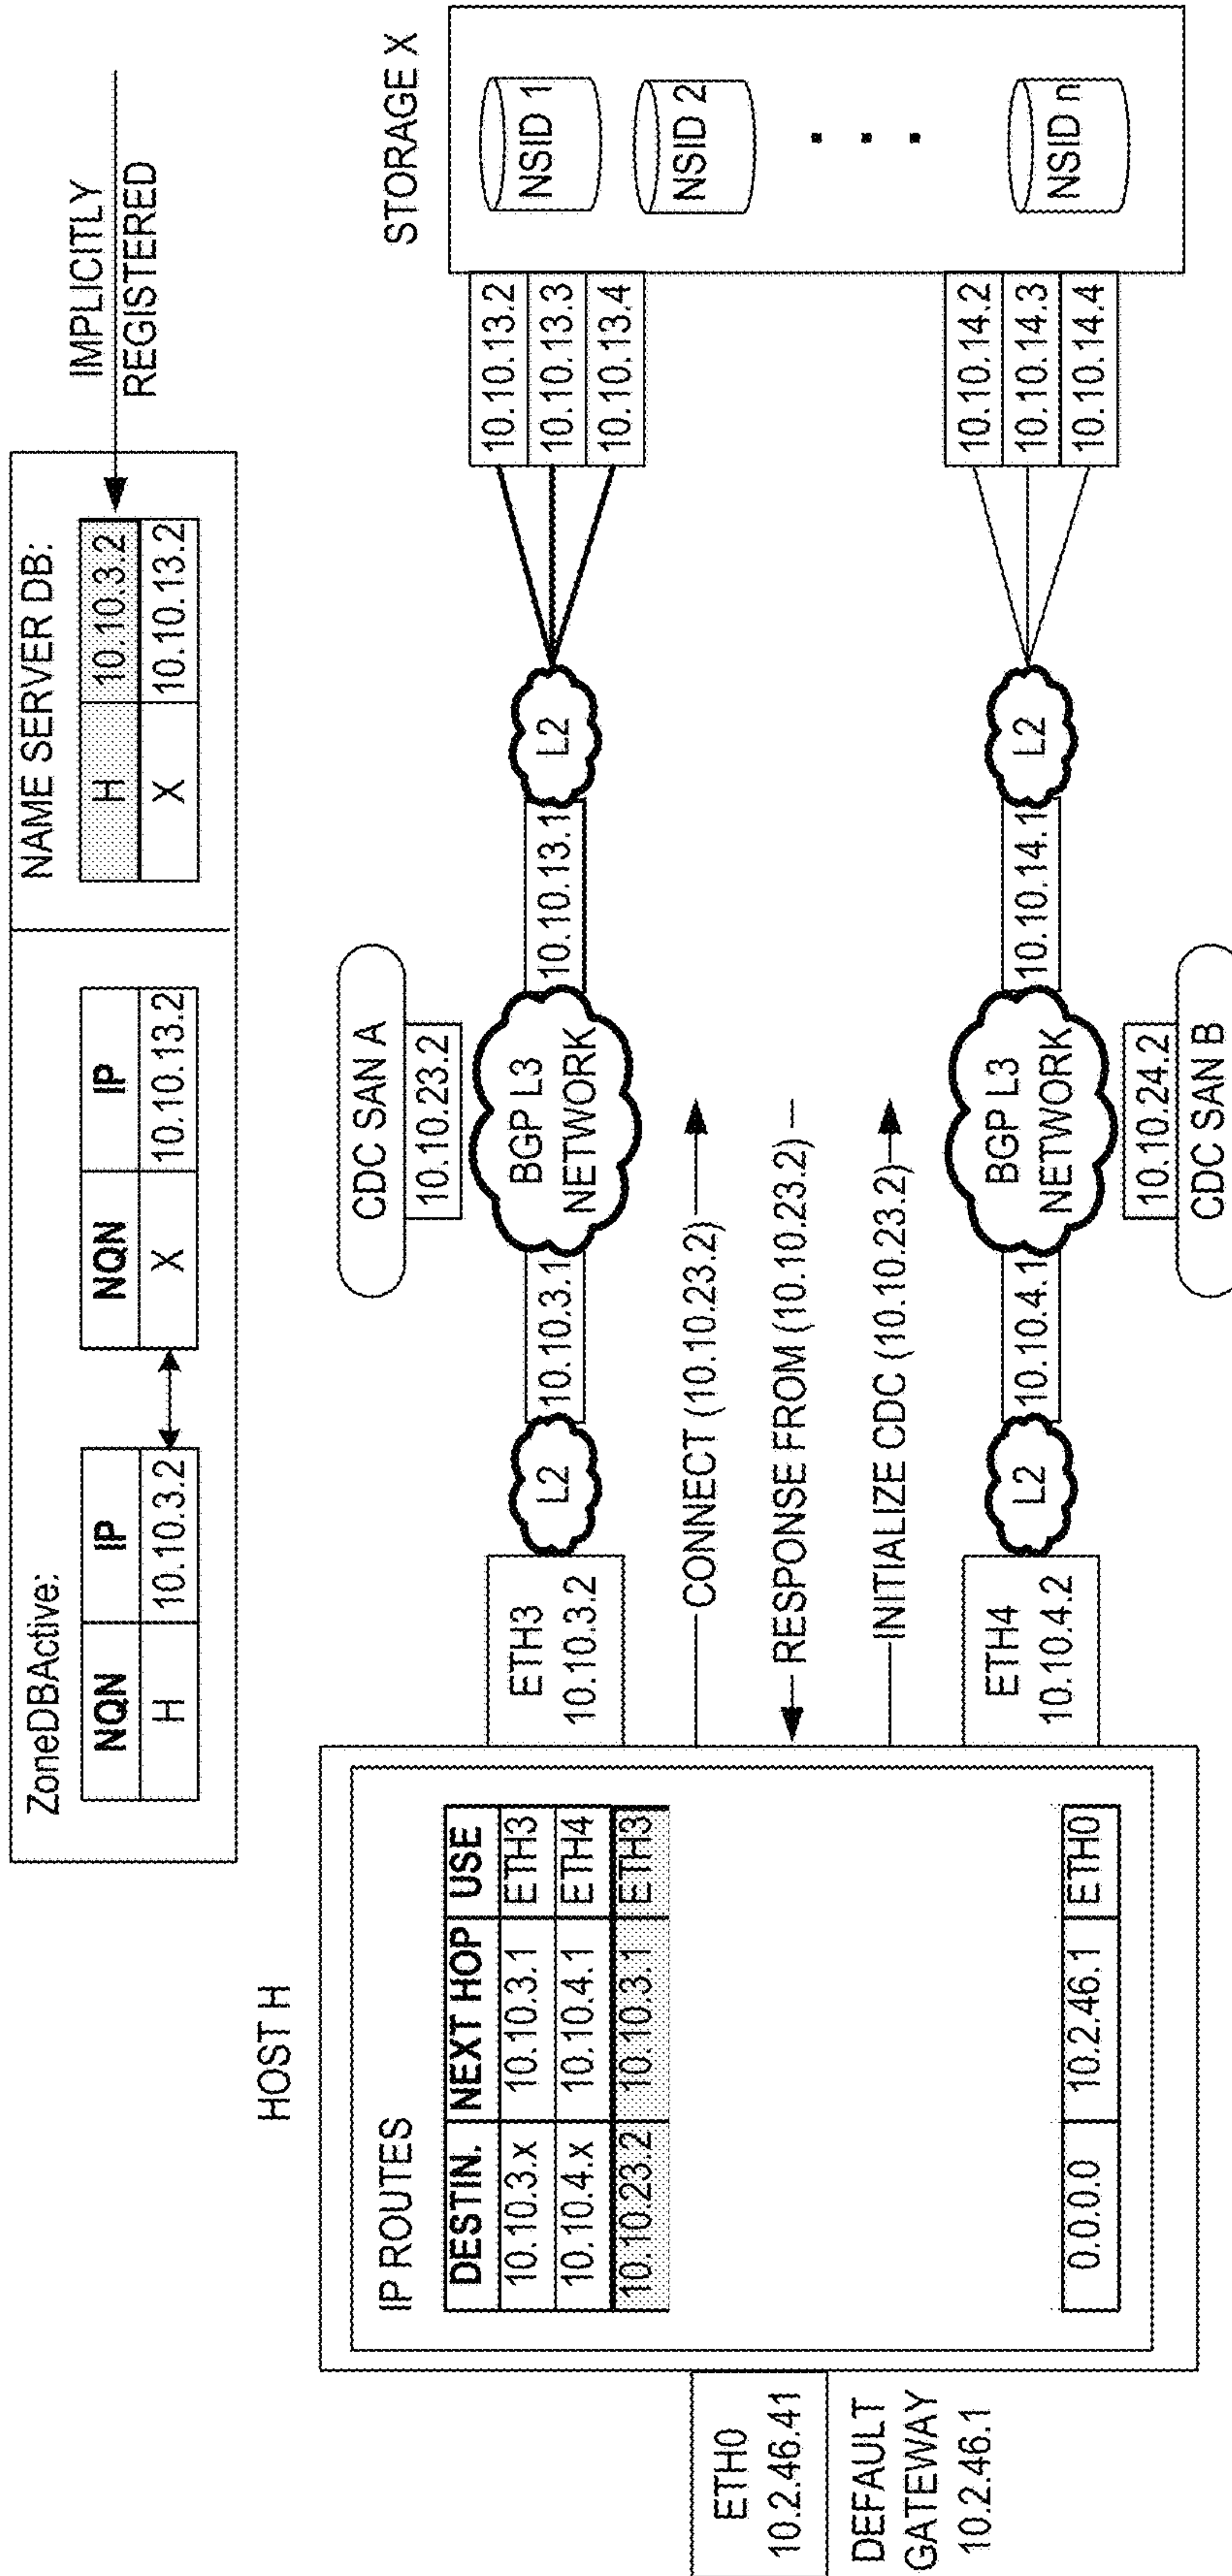 ZoneDBActive:
NQN IP
H 10.10.3.2
NQN IP
X 10.10.13.2
NAME SERVER DB:
H 10.10.3.2
X 10.10.13.2
IMPLICITLY
REGISTERED
HOST H
IP ROUTES
DESTIN. NEXT HOP USE
10.10.3.x 10.10.3.1 ETH3
10.10.4.x 10.10.4.1 ETH4
10.10.23.2 10.10.3.1 ETH3
0.0.0.0 10.2.46.1 ETH0
ETH0
10.2.46.41
DEFAULT
GATEWAY
10.2.46.1
ETH3
10.10.3.2
L2
10.10.3.1
CDC SAN A
10.10.23.2
BGP L3
NETWORK
10.10.13.1
L2
10.10.13.2
10.10.13.3
10.10.13.4
CONNECT (10.10.23.2)
RESPONSE FROM (10.10.23.2)
INITIALIZE CDC (10.10.23.2)
ETH4
10.10.4.2
L2
10.10.4.1
BGP L3
NETWORK
10.10.24.2
CDC SAN B
10.10.14.1
L2
10.10.14.2
10.10.14.3
10.10.14.4
STORAGE X
NSID 1
NSID 2
NSID n